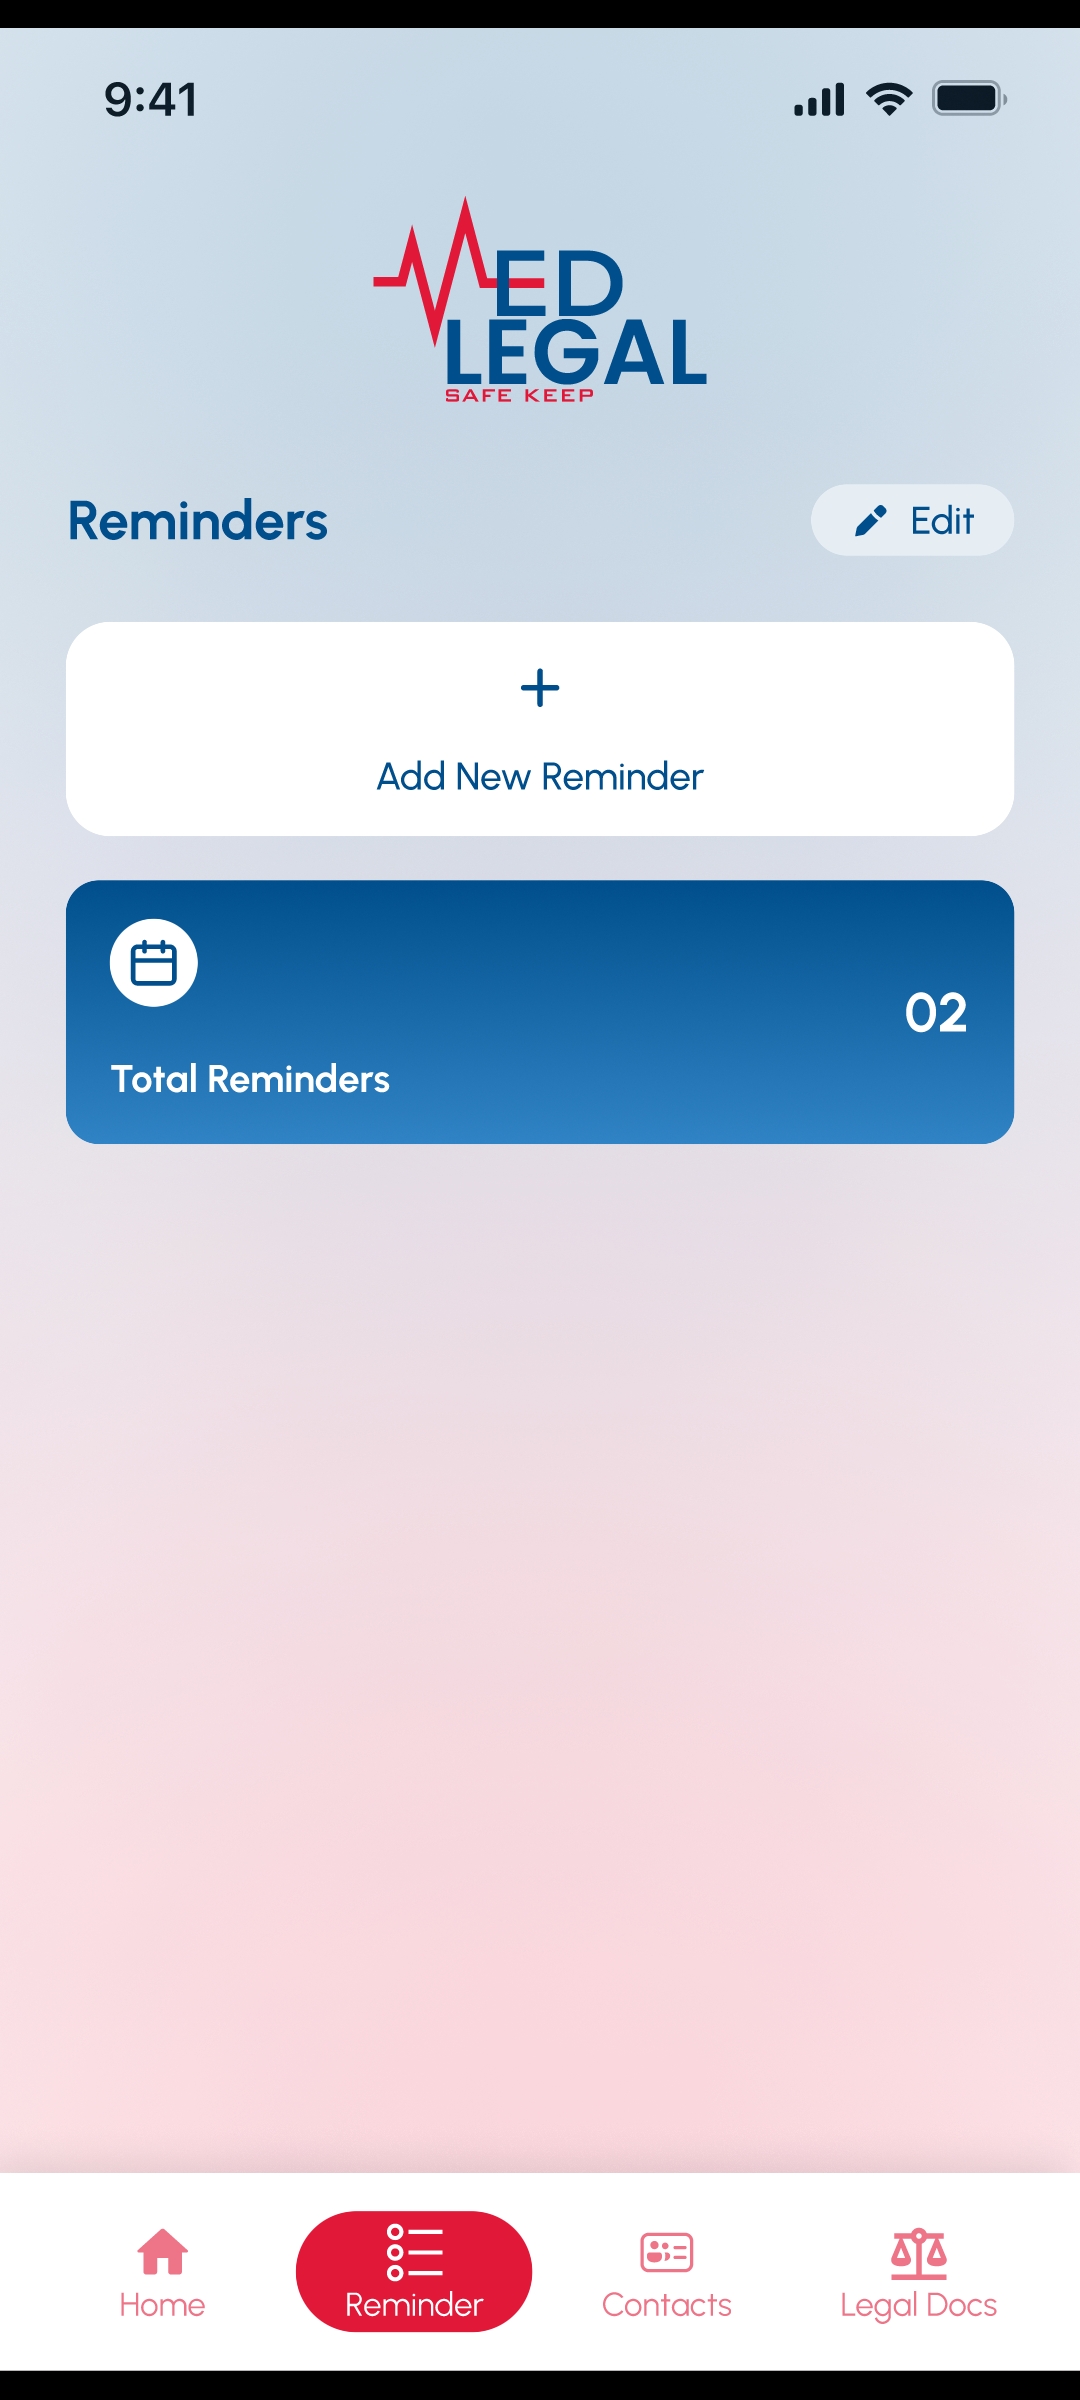 9:41
ED
LEGAL
SAFE KEEP
Reminders
Edit
Add New Reminder
02
Total Reminders
Home
Reminder
Contacts
Legal Docs